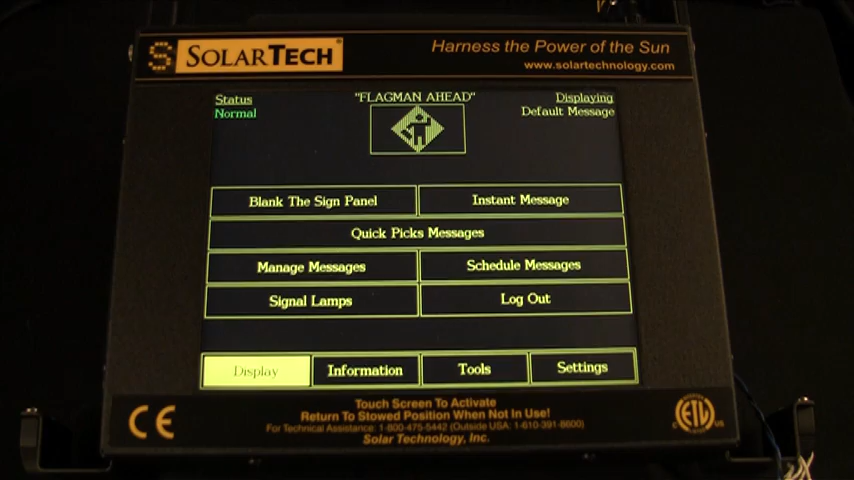 SOLARTECH®
Harness the Power of the Sun
www.solartechnology.com
Status
"FLAGMAN AHEAD"
Displaying
Normal
Default Message
Blank The Sign Panel
Instant Message
Quick Picks Messages
Manage Messages
Schedule Messages
Signal Lamps
Log Out
Display
Information
Tools
Settings
Touch Screen To Activate
Return To Stowed Position When Not In Use!
For Technical Assistance: 1-800-475-5442 (Outside USA: 1-610-391-8600)
Solar Technology, Inc.
CE
ETL
C US